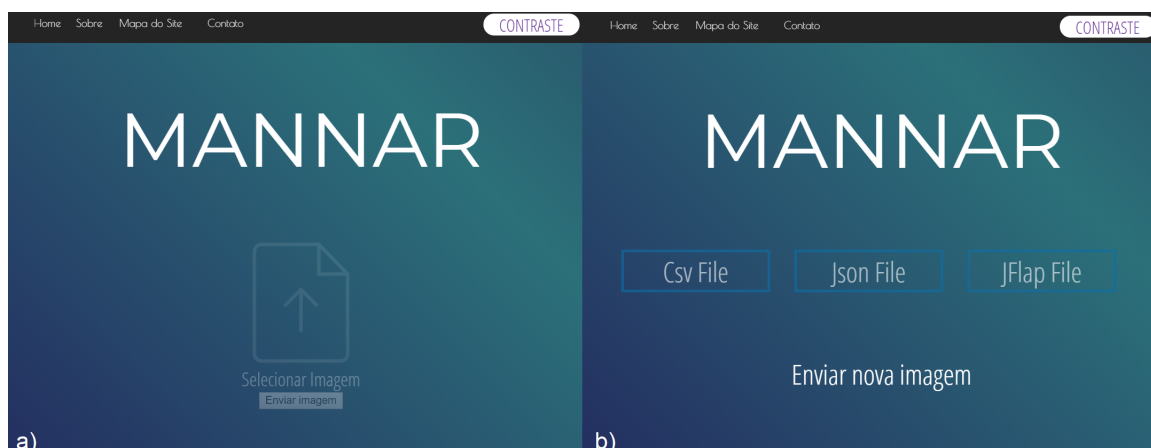 Home Sobre Mapa do Site Contato CONTRASTE
MANNAR
Selecionar Imagem
Enviar imagem
a)
Home Sobre Mapa do Site Contato CONTRASTE
MANNAR
Csv File Json File JFlap File
Enviar nova imagem
b)